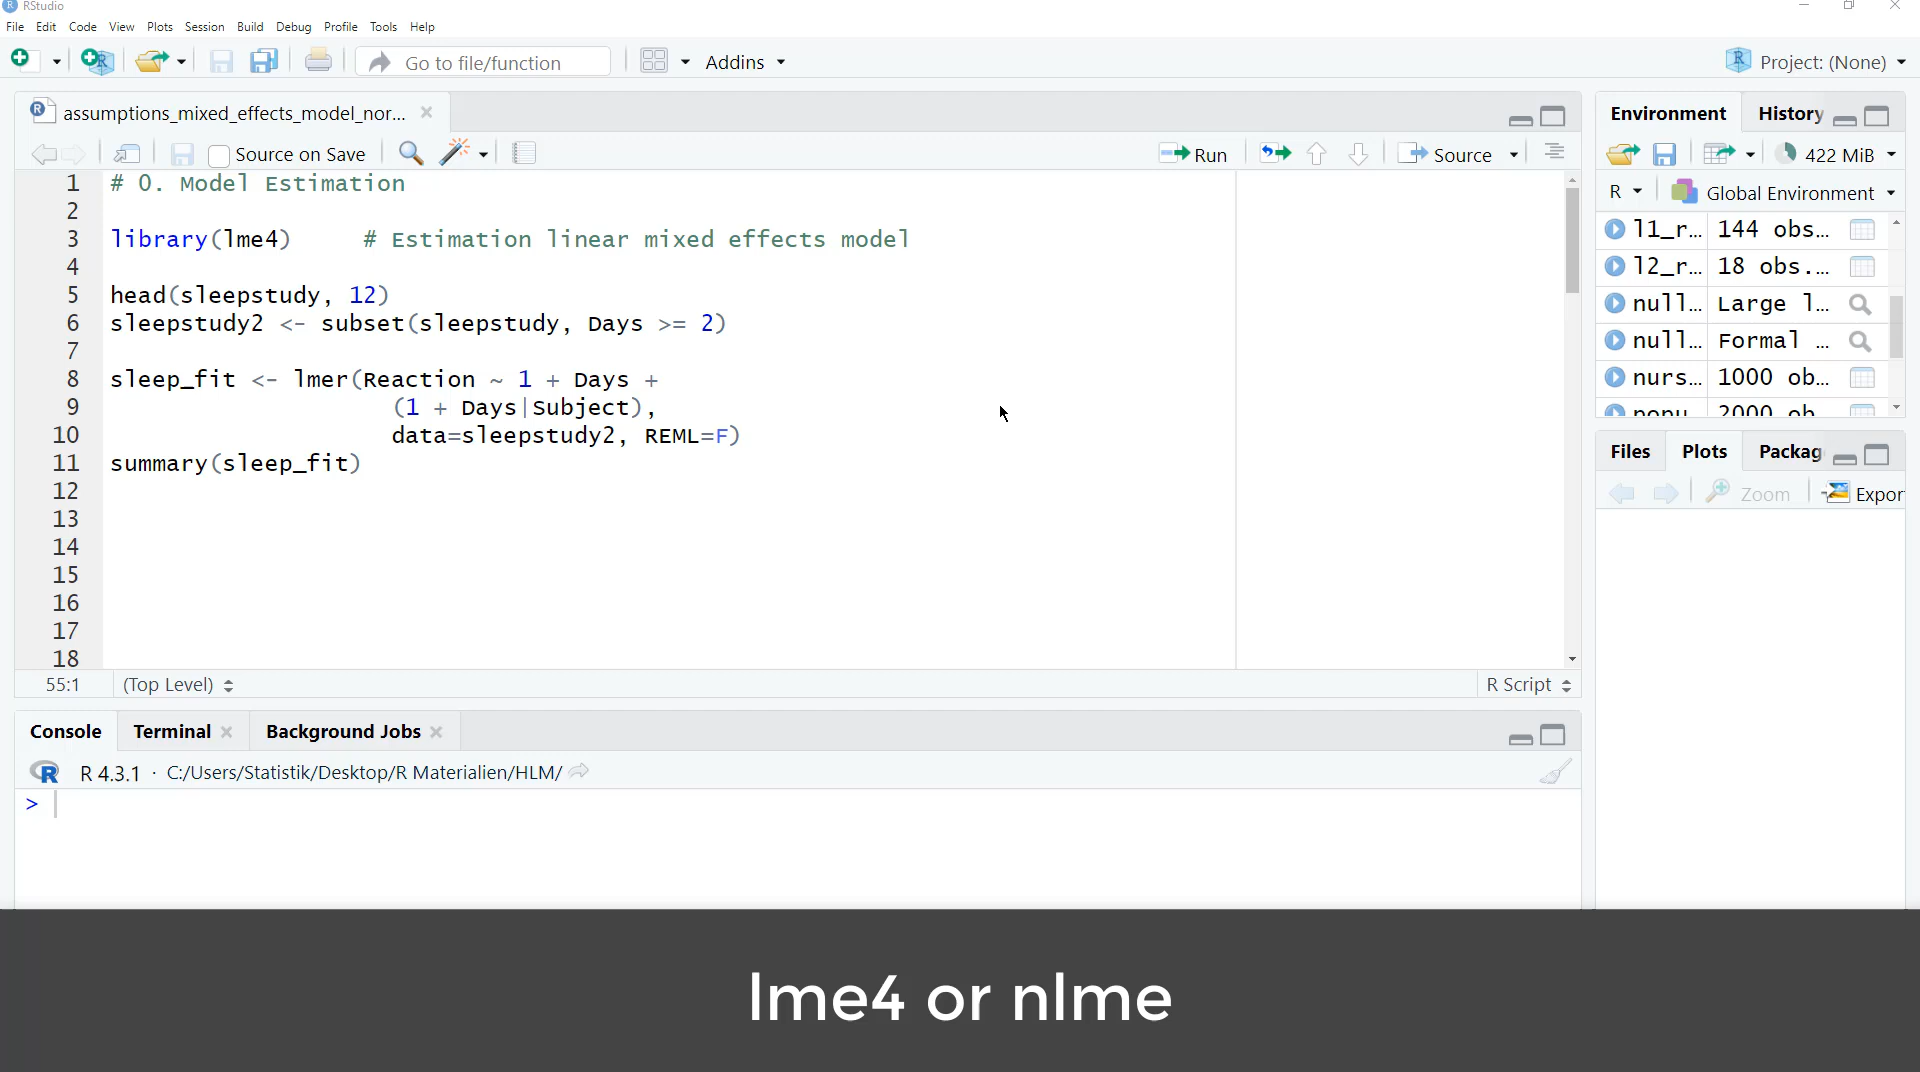 RStudio
File Edit Code View Plots Session Build Debug Profile Tools Help
Go to file/function Addins Project: (None)
assumptions_mixed_effects_model_nor...
Source on Save Run Source
1 # 0. Model Estimation
2
3 library(lme4) # Estimation linear mixed effects model
4
5 head(sleepstudy, 12)
6 sleepstudy2 <- subset(sleepstudy, Days >= 2)
7
8 sleep_fit <- lmer(Reaction ~ 1 + Days +
9 (1 + Days|Subject),
10 data=sleepstudy2, REML=F)
11 summary(sleep_fit)
12
13
14
15
16
17
18
55:1 (Top Level) R Script
Console Terminal Background Jobs
R 4.3.1 · C:/Users/Statistik/Desktop/R Materialien/HLM/
>
Environment History
422 MiB
R Global Environment
l1_r... 144 obs...
l2_r... 18 obs....
null... Large l...
null... Formal ...
nurs... 1000 ob...
Files Plots Packag
Zoom Expor
lme4 or nlme